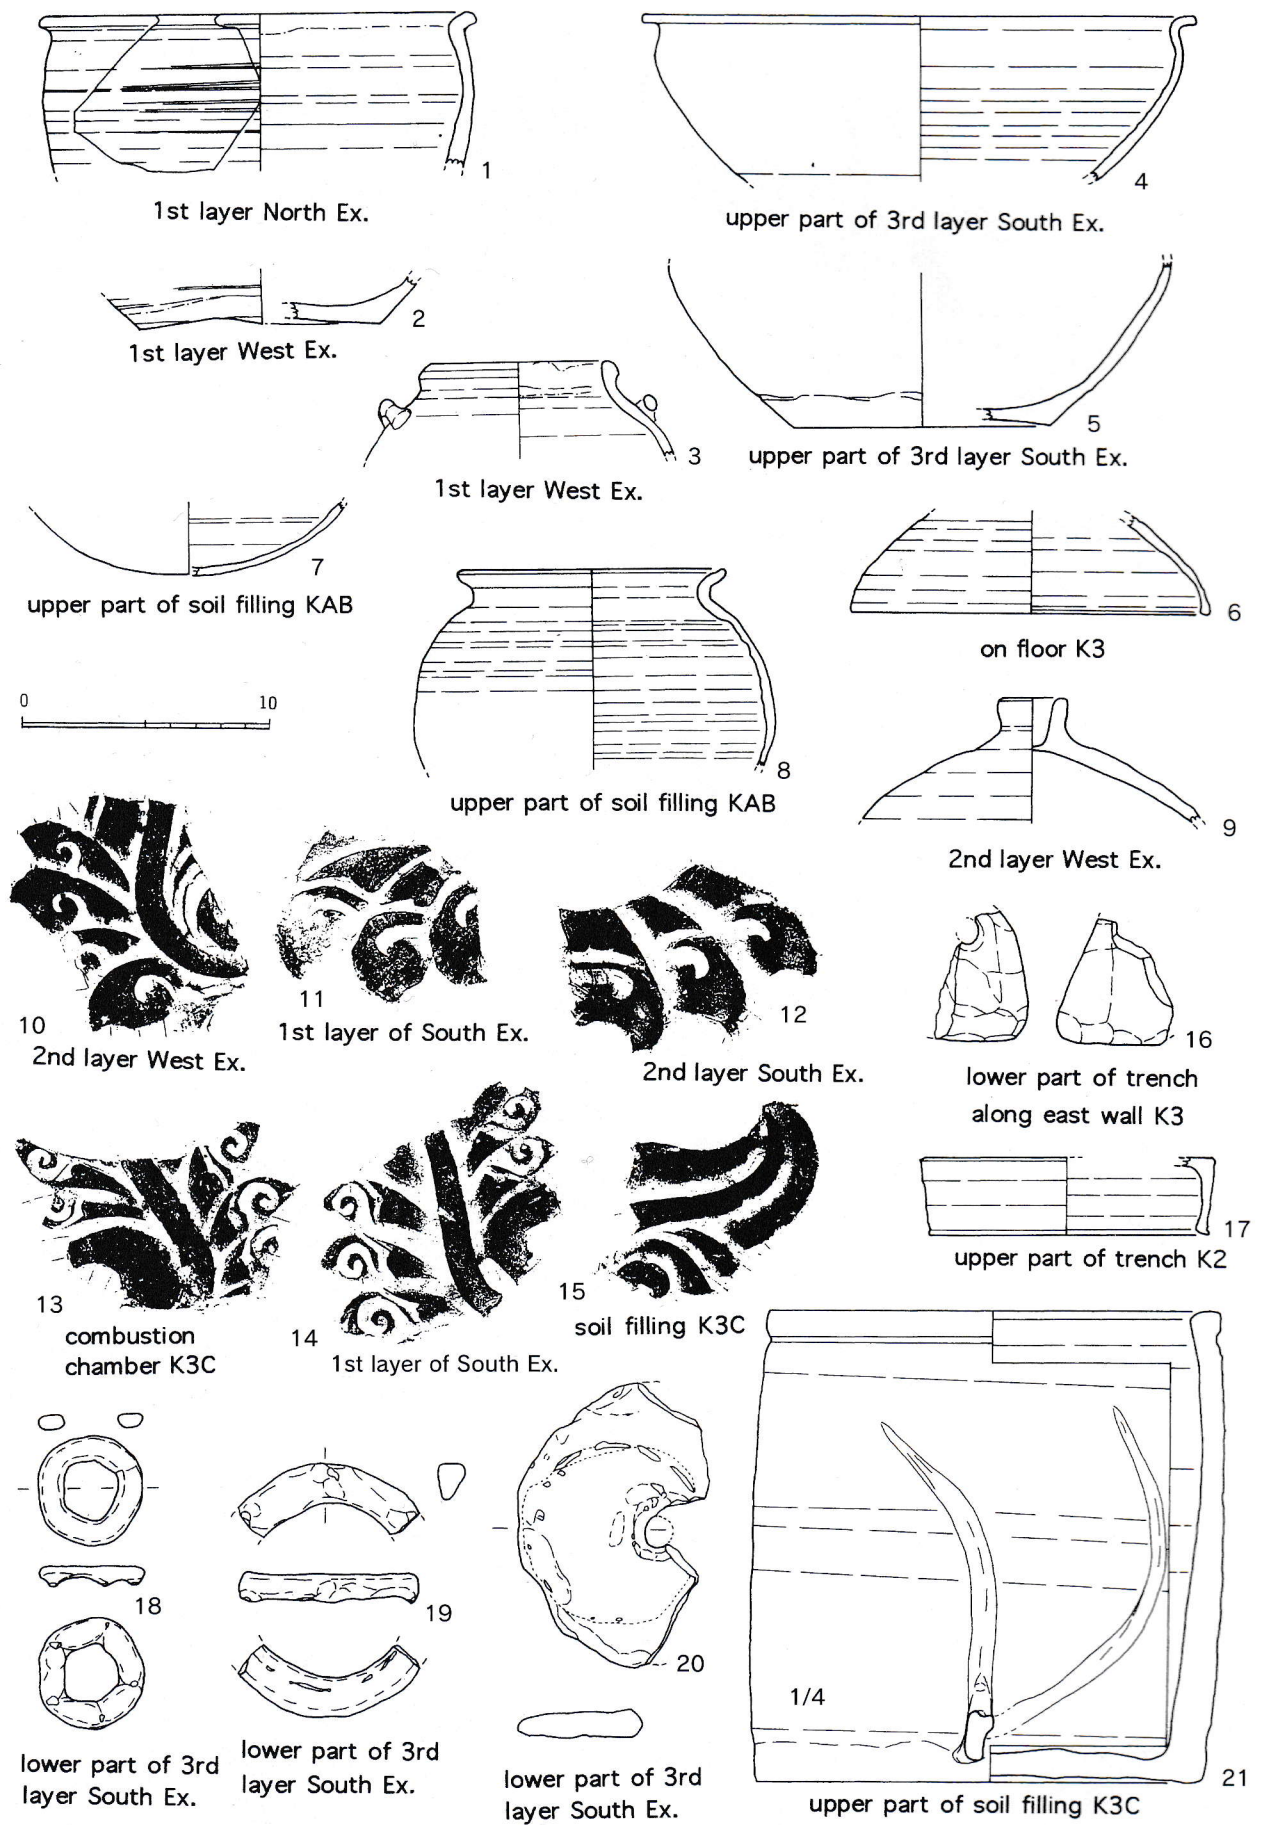 1
1st layer North Ex.
4
upper part of 3rd layer South Ex.
2
1st layer West Ex.
3
1st layer West Ex.
5
upper part of 3rd layer South Ex.
7
upper part of soil filling KAB
6
on floor K3
0 10
8
upper part of soil filling KAB
9
2nd layer West Ex.
10
2nd layer West Ex.
11
1st layer of South Ex.
12
2nd layer South Ex.
16
lower part of trench
along east wall K3
13
combustion
chamber K3C
14
1st layer of South Ex.
15
soil filling K3C
17
upper part of trench K2
18
lower part of 3rd
layer South Ex.
19
lower part of 3rd
layer South Ex.
20
lower part of 3rd
layer South Ex.
1/4
21
upper part of soil filling K3C